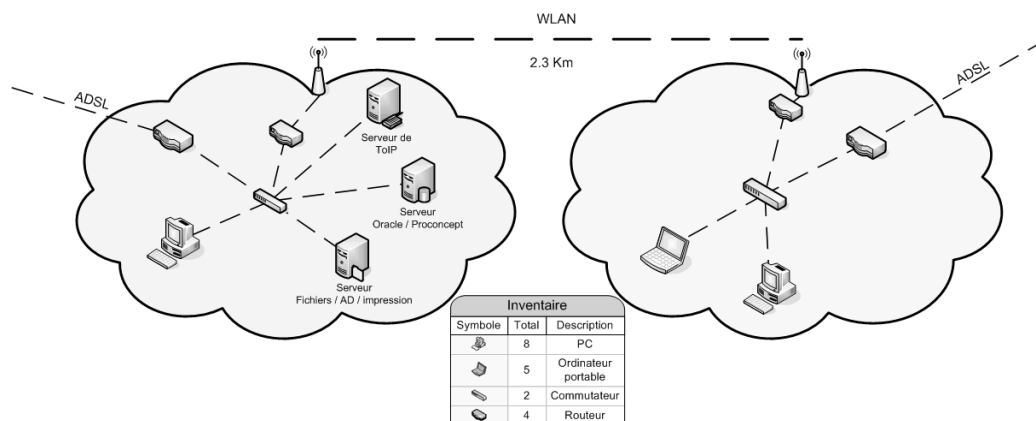 WLAN
2.3 Km
ADSL
ADSL
Serveur de
ToIP
Serveur
Oracle / Proconcept
Serveur
Fichiers / AD / impression
Inventaire
Symbole Total Description
8 PC
5 Ordinateur
portable
2 Commutateur
4 Routeur